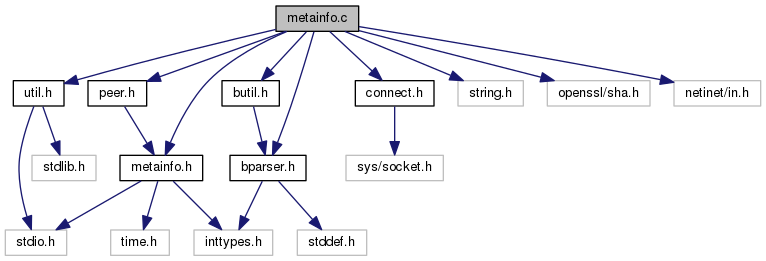 metainfo.c
util.h
peer.h
butil.h
connect.h
string.h
openssl/sha.h
netinet/in.h
stdlib.h
metainfo.h
bparser.h
sys/socket.h
stdio.h
time.h
inttypes.h
stddef.h